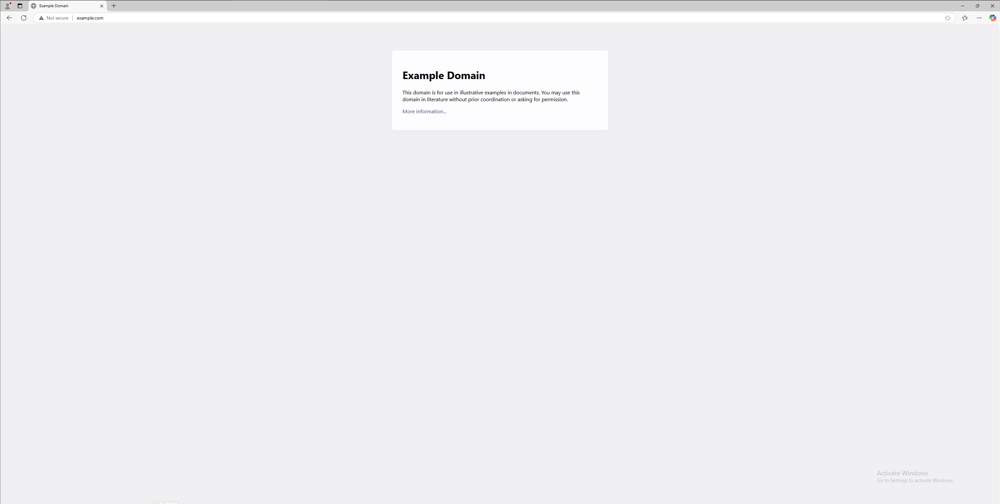 Example Domain
Not secure
example.com
Example Domain
This domain is for use in illustrative examples in documents. You may use this
domain in literature without prior coordination or asking for permission.
More information...
Activate Windows
Go to Settings to activate Windows.